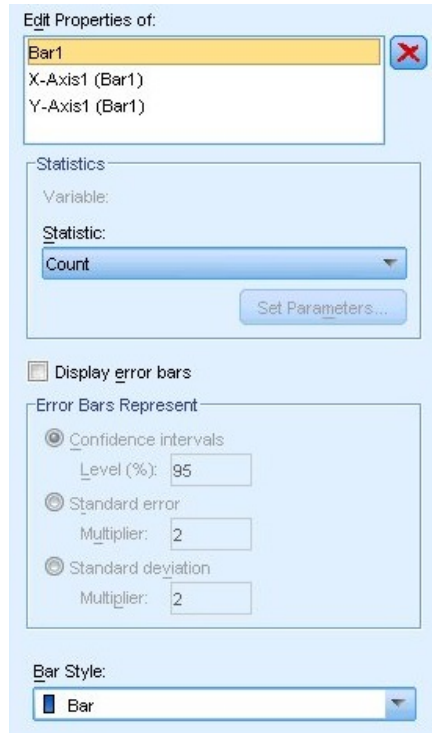 Edit Properties of:
Bar1
X-Axis1 (Bar1)
Y-Axis1 (Bar1)
Statistics
Variable:
Statistic:
Count
Set Parameters...
Display error bars
Error Bars Represent
Confidence intervals
Level (%): 95
Standard error
Multiplier: 2
Standard deviation
Multiplier: 2
Bar Style:
Bar